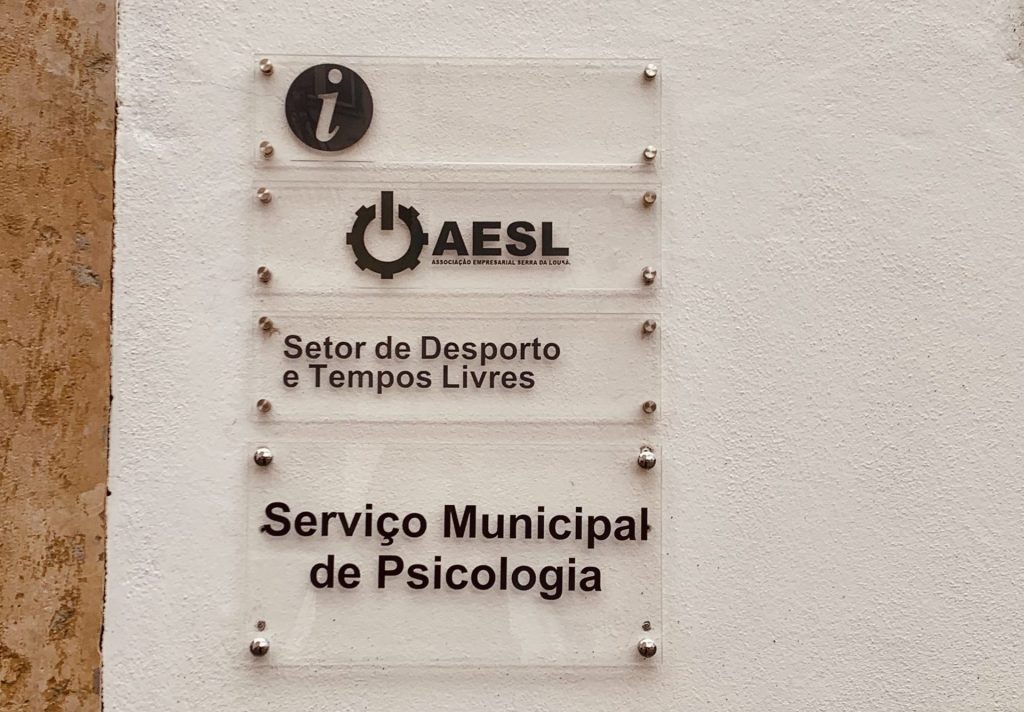 i
AESL
ASSOCIAÇÃO EMPRESARIAL SERRA DA LOUSÃ
Setor de Desporto
e Tempos Livres
Serviço Municipal
de Psicologia